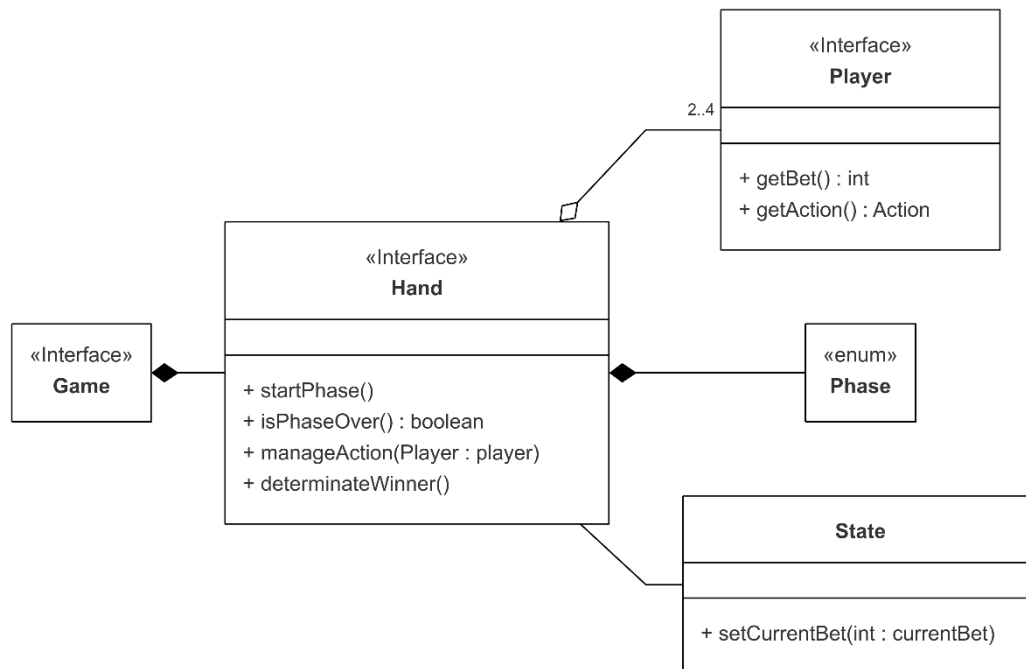 «Interface»
Player
2..4
+ getBet() : int
+ getAction() : Action
«Interface»
Hand
+ startPhase()
+ isPhaseOver() : boolean
+ manageAction(Player : player)
+ determinateWinner()
«Interface»
Game
«enum»
Phase
State
+ setCurrentBet(int : currentBet)